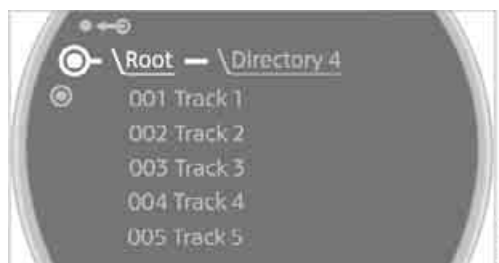 \Root — \Directory 4
001 Track 1
002 Track 2
003 Track 3
004 Track 4
005 Track 5